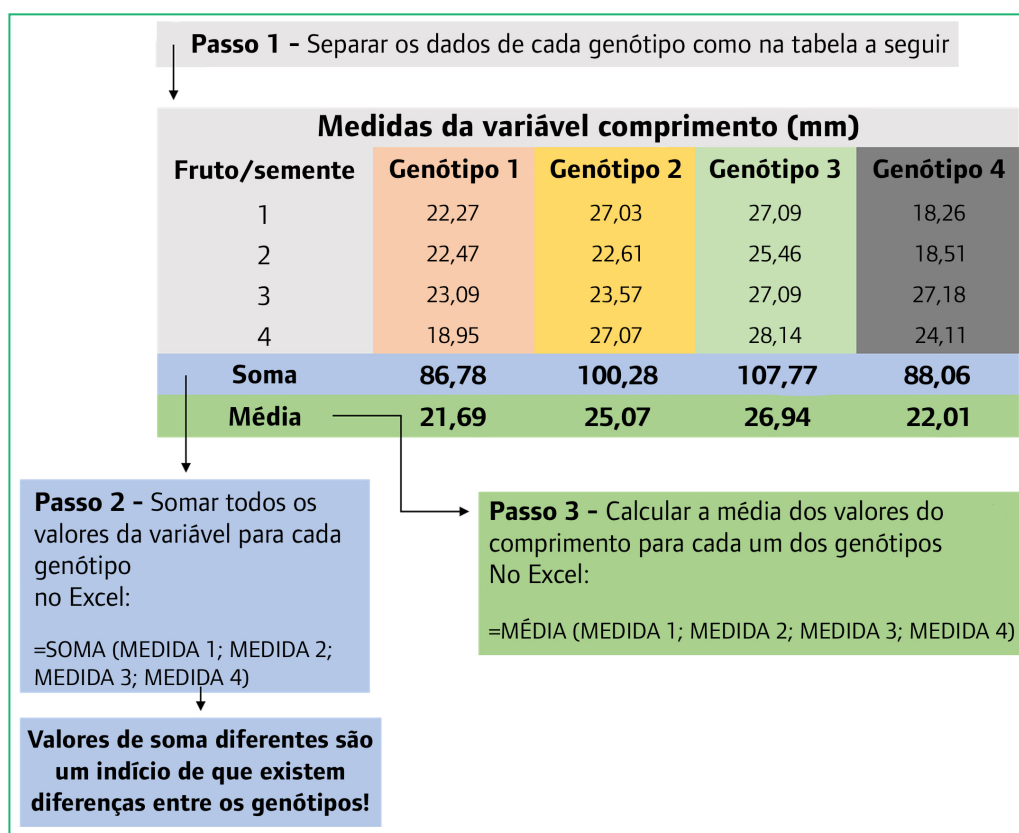 Passo 1 - Separar os dados de cada genótipo como na tabela a seguir
Medidas da variável comprimento (mm)
Fruto/semente Genótipo 1 Genótipo 2 Genótipo 3 Genótipo 4
1 22,27 27,03 27,09 18,26
2 22,47 22,61 25,46 18,51
3 23,09 23,57 27,09 27,18
4 18,95 27,07 28,14 24,11
Soma 86,78 100,28 107,77 88,06
Média 21,69 25,07 26,94 22,01
Passo 2 - Somar todos os
valores da variável para cada
genótipo
no Excel:
=SOMA (MEDIDA 1; MEDIDA 2;
MEDIDA 3; MEDIDA 4)
Valores de soma diferentes são
um indício de que existem
diferenças entre os genótipos!
Passo 3 - Calcular a média dos valores do
comprimento para cada um dos genótipos
No Excel:
=MÉDIA (MEDIDA 1; MEDIDA 2; MEDIDA 3; MEDIDA 4)